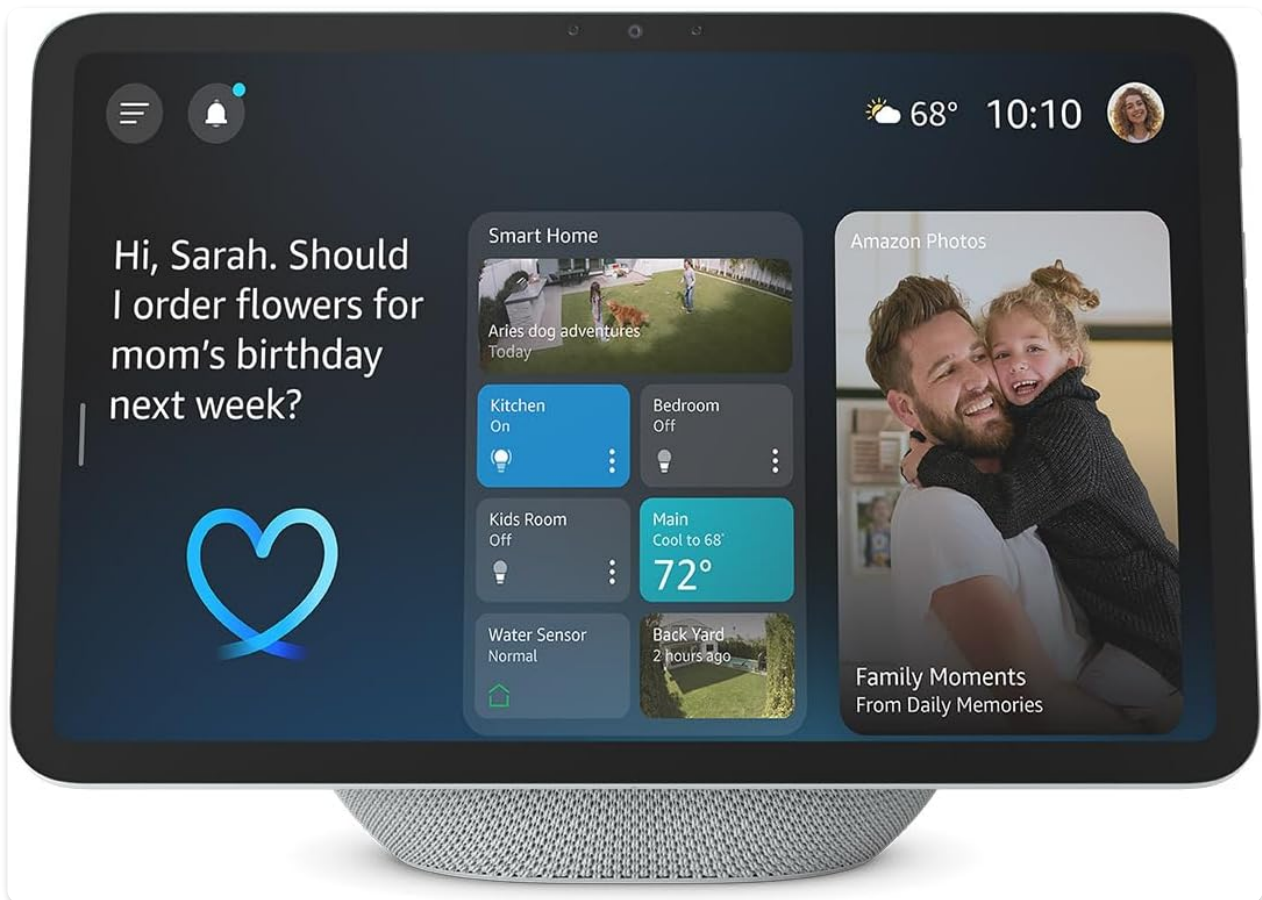 68° 10:10
Hi, Sarah. Should
I order flowers for
mom's birthday
next week?
Smart Home
Aries dog adventures
Today
Kitchen
On
Bedroom
Off
Kids Room
Off
Main
Cool to 68°
72°
Water Sensor
Normal
Back Yard
2 hours ago
Amazon Photos
Family Moments
From Daily Memories